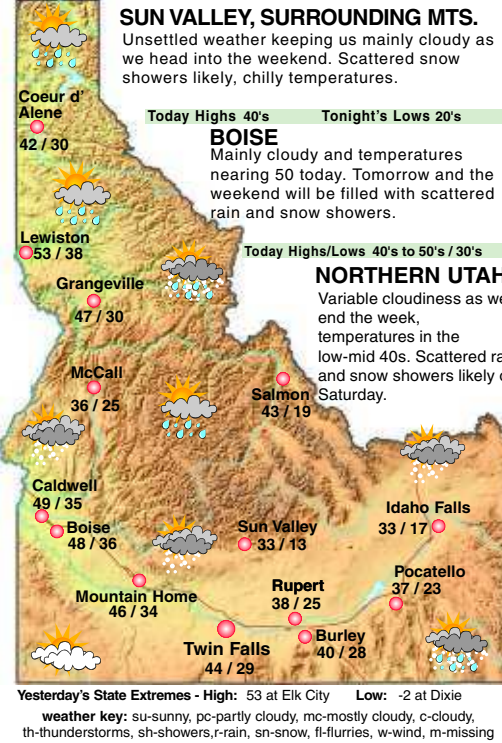 SUN VALLEY, SURROUNDING MTS.
Unsettled weather keeping us mainly cloudy as
we head into the weekend. Scattered snow
showers likely, chilly temperatures.
Today Highs 40's Tonight's Lows 20's
BOISE
Mainly cloudy and temperatures
nearing 50 today. Tomorrow and the
weekend will be filled with scattered
rain and snow showers.
Today Highs/Lows 40's to 50's / 30's
NORTHERN UTAH
Variable cloudiness as we
end the week,
temperatures in the
low-mid 40s. Scattered ra
and snow showers likely o
Saturday.
Coeur d'
Alene
42 / 30
Lewiston
53 / 38
Grangeville
47 / 30
McCall
36 / 25
Salmon
43 / 19
Caldwell
49 / 35
Boise
48 / 36
Sun Valley
33 / 13
Idaho Falls
33 / 17
Mountain Home
46 / 34
Rupert
38 / 25
Pocatello
37 / 23
Twin Falls
44 / 29
Burley
40 / 28
Yesterday's State Extremes - High: 53 at Elk City Low: -2 at Dixie
weather key: su-sunny, pc-partly cloudy, mc-mostly cloudy, c-cloudy,
th-thunderstorms, sh-showers,r-rain, sn-snow, fl-flurries, w-wind, m-missing